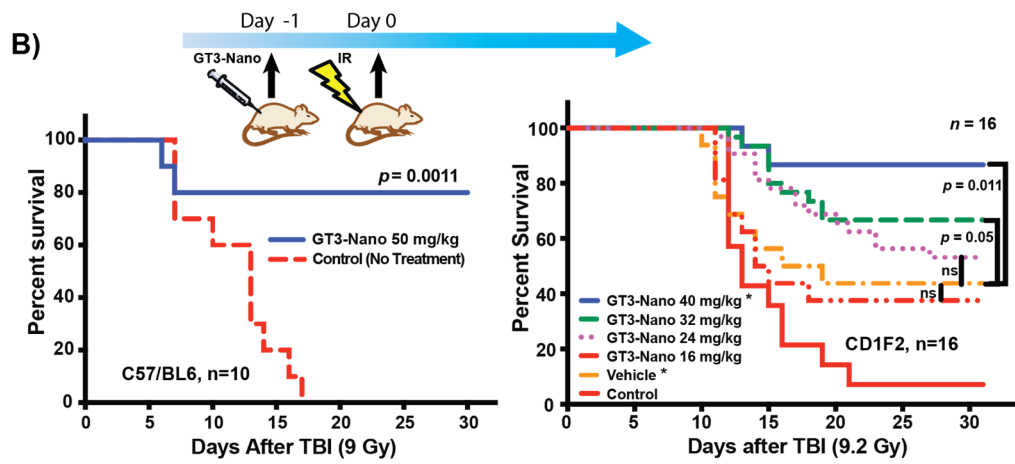 B)
Day -1
Day 0
GT3-Nano
IR
Percent survival
100
80
60
40
20
0
p = 0.0011
GT3-Nano 50 mg/kg
Control (No Treatment)
C57/BL6, n=10
0 5 10 15 20 25 30
Days After TBI (9 Gy)
Percent Survival
100
80
60
40
20
0
n = 16
p = 0.011
p = 0.05
ns
ns
GT3-Nano 40 mg/kg *
GT3-Nano 32 mg/kg
GT3-Nano 24 mg/kg
GT3-Nano 16 mg/kg
Vehicle *
Control
CD1F2, n=16
0 5 10 15 20 25 30
Days after TBI (9.2 Gy)